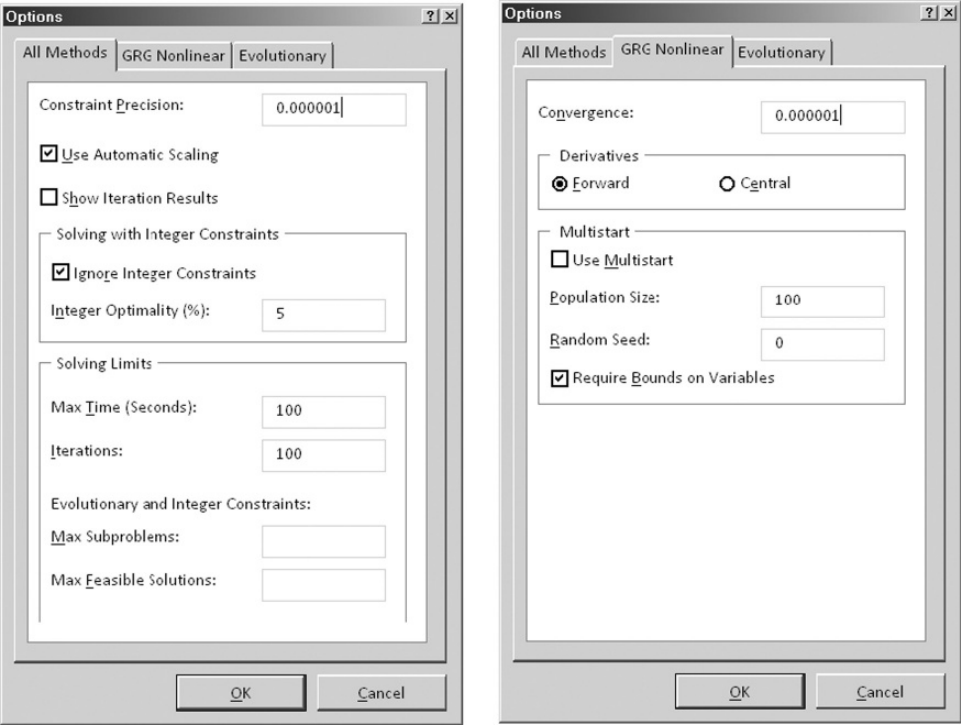 Options
All Methods GRG Nonlinear Evolutionary
Constraint Precision: 0.000001
Use Automatic Scaling
Show Iteration Results
Solving with Integer Constraints
Ignore Integer Constraints
Integer Optimality (%): 5
Solving Limits
Max Time (Seconds): 100
Iterations: 100
Evolutionary and Integer Constraints:
Max Subproblems:
Max Feasible Solutions:
OK Cancel
Options
All Methods GRG Nonlinear Evolutionary
Convergence: 0.000001
Derivatives
Forward Central
Multistart
Use Multistart
Population Size: 100
Random Seed: 0
Require Bounds on Variables
OK Cancel